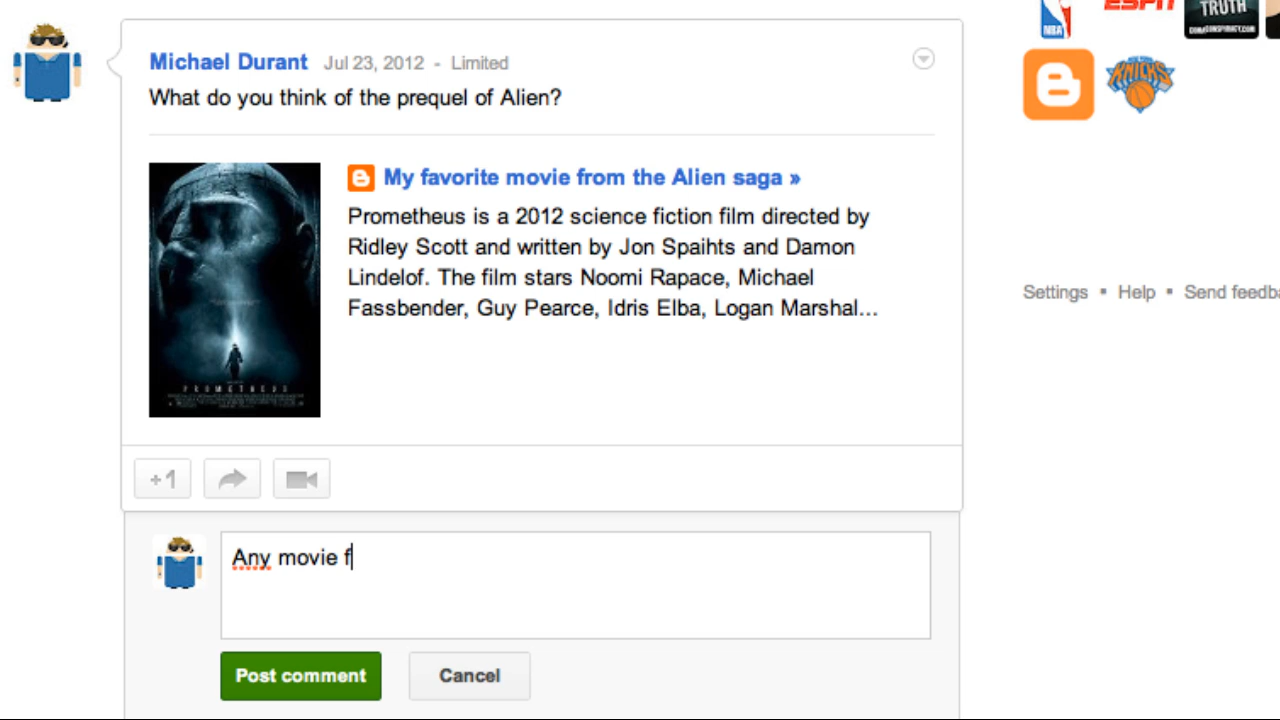 NBA
ESPN
TRUTH
KNICKS
Michael Durant Jul 23, 2012 - Limited
What do you think of the prequel of Alien?
My favorite movie from the Alien saga »
Prometheus is a 2012 science fiction film directed by
Ridley Scott and written by Jon Spaihts and Damon
Lindelof. The film stars Noomi Rapace, Michael
Fassbender, Guy Pearce, Idris Elba, Logan Marshal...
PROMETHEUS
Settings ▪ Help ▪ Send feedba
+1
Any movie f
Post comment Cancel